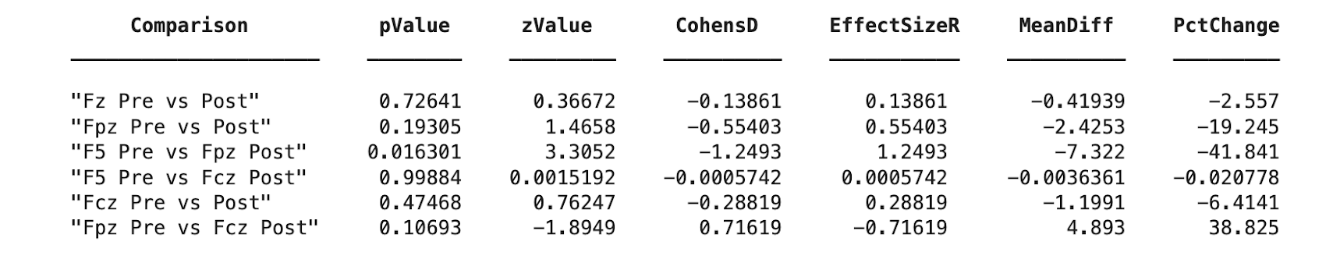 Comparison pValue zValue CohensD EffectSizeR MeanDiff PctChange
"Fz Pre vs Post" 0.72641 0.36672 -0.13861 0.13861 -0.41939 -2.557
"Fpz Pre vs Post" 0.19305 1.4658 -0.55403 0.55403 -2.4253 -19.245
"F5 Pre vs Fpz Post" 0.016301 3.3052 -1.2493 1.2493 -7.322 -41.841
"F5 Pre vs Fcz Post" 0.99884 0.0015192 -0.0005742 0.0005742 -0.0036361 -0.020778
"Fcz Pre vs Post" 0.47468 0.76247 -0.28819 0.28819 -1.1991 -6.4141
"Fpz Pre vs Fcz Post" 0.10693 -1.8949 0.71619 -0.71619 4.893 38.825